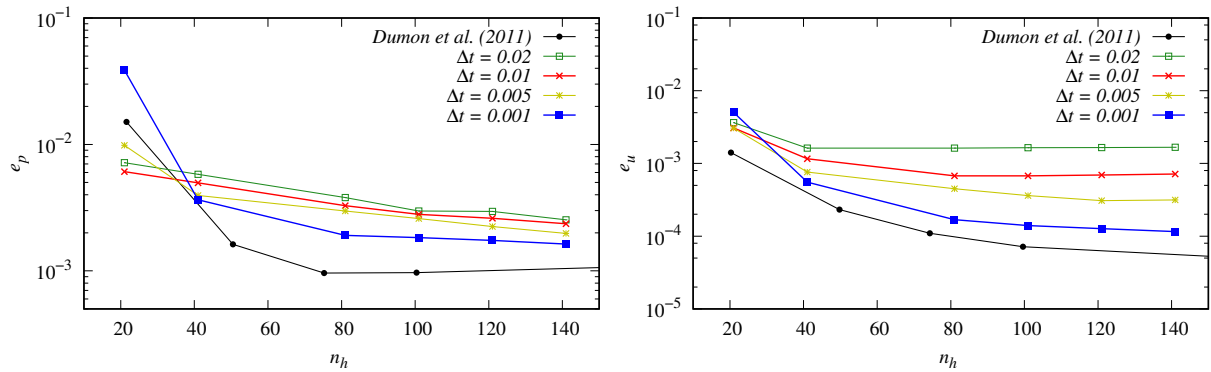 10⁻¹
10⁻²
10⁻³
e_p
20 40 60 80 100 120 140
n_h
Dumon et al. (2011)
Δt = 0.02
Δt = 0.01
Δt = 0.005
Δt = 0.001
10⁻¹
10⁻²
10⁻³
10⁻⁴
10⁻⁵
e_u
20 40 60 80 100 120 140
n_h
Dumon et al. (2011)
Δt = 0.02
Δt = 0.01
Δt = 0.005
Δt = 0.001